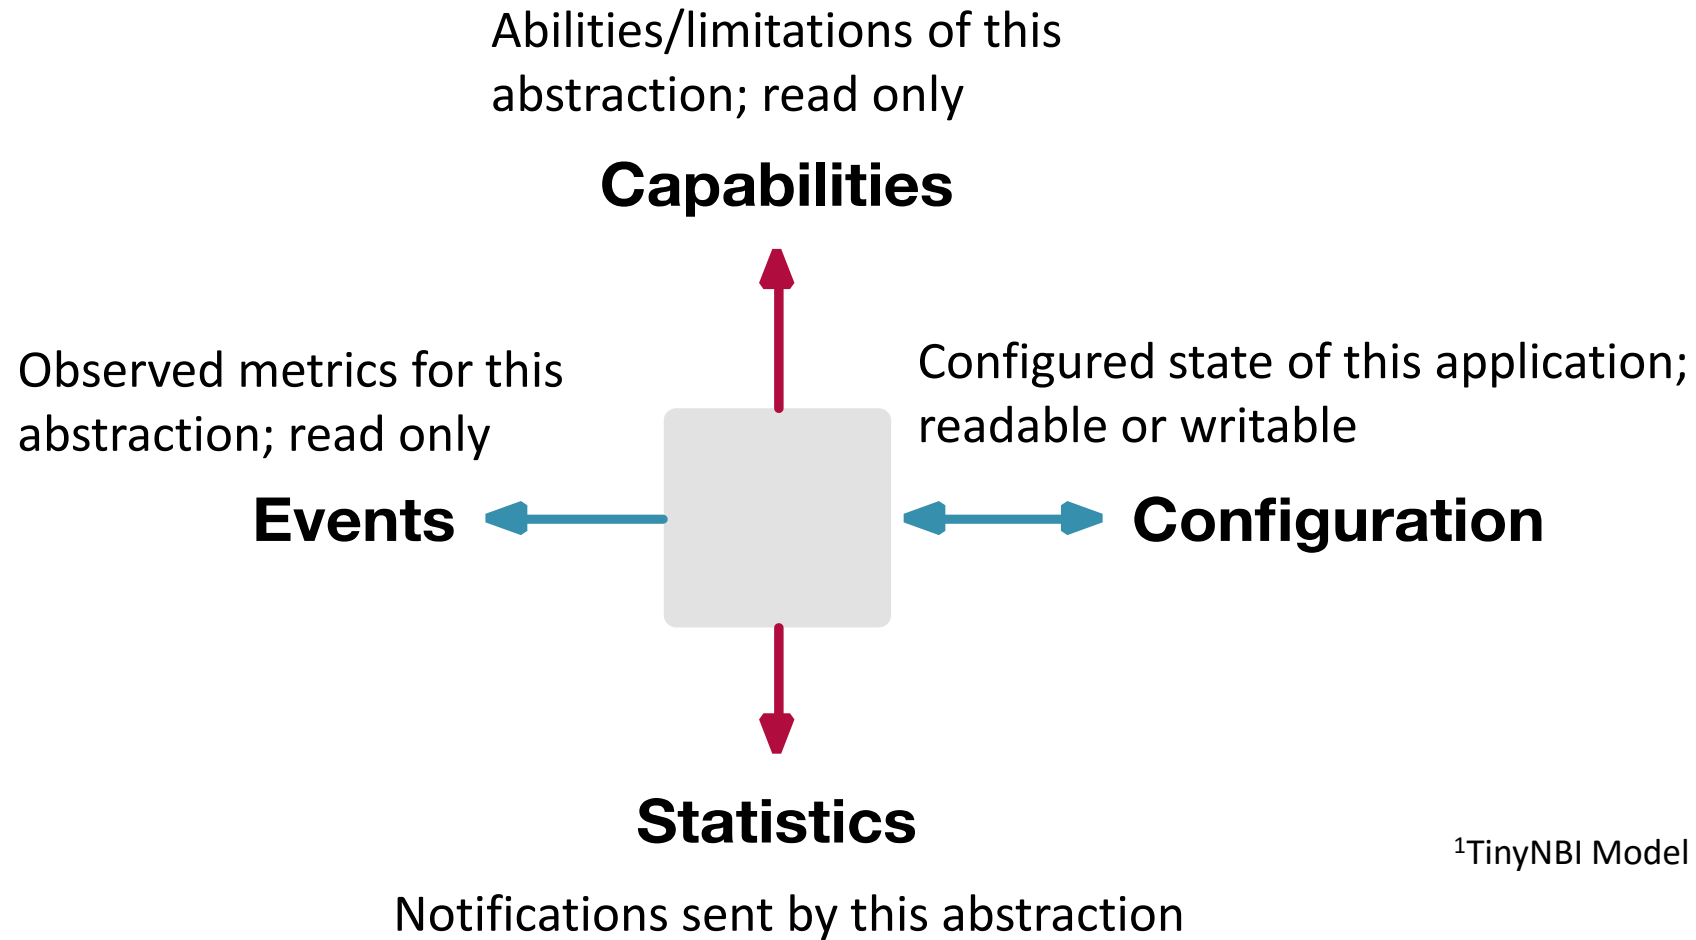 Abilities/limitations of this
abstraction; read only
Capabilities
Observed metrics for this
abstraction; read only
Events
Configured state of this application;
readable or writable
Configuration
Statistics
Notifications sent by this abstraction
¹TinyNBI Model